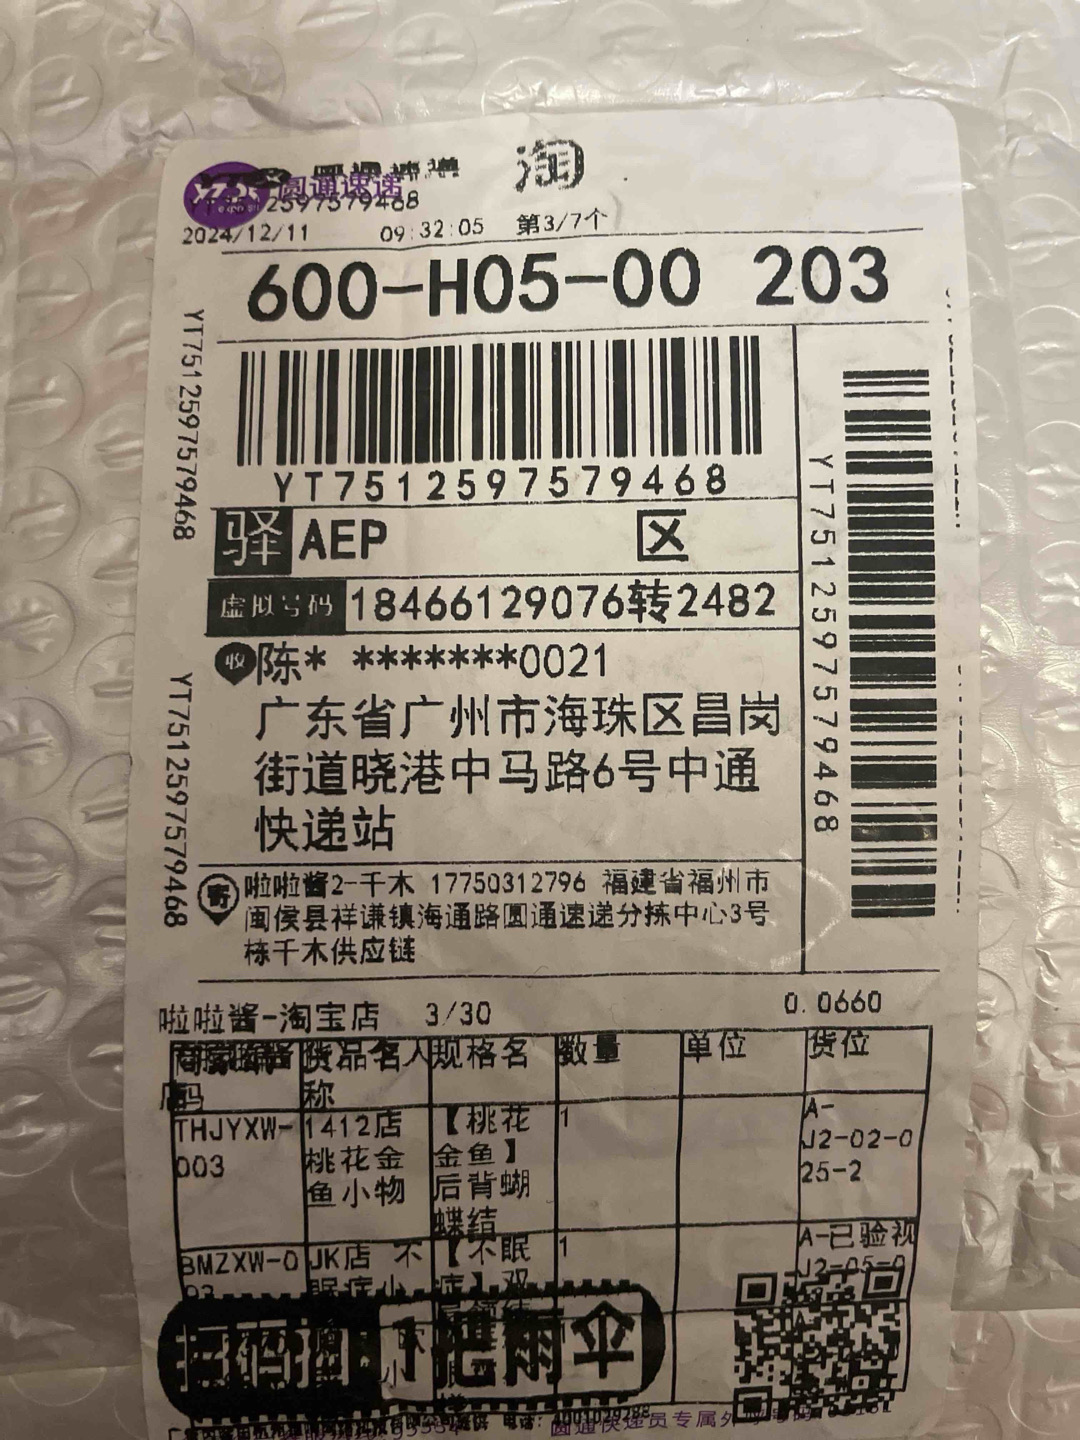 圆通速递
淘
YT7512597579468
2024/12/11 09:32:05 第3/7个
600-H05-00 203
YT7512597579468
YT7512597579468
YT7512597579468
YT7512597579468
驿 AEP 区
虚拟号码 18466129076转2482
收 陈* *******0021
广东省广州市海珠区昌岗
街道晓港中马路6号中通
快递站
寄 啦啦酱2-千木 17750312796 福建省福州市
闽侯县祥谦镇海通路圆通速递分拣中心3号
栋千木供应链
啦啦酱-淘宝店 3/30 0.0660
货品名 规格名 数量 单位 货位
码 称
THJYXW-003 1412店桃花金鱼小物 【桃花金鱼】后背蝴蝶结 1 A-J2-02-025-2
BMZXW-0 JK店 不眠症小 【不眠症】双 1 A-J2-05-0
已验视
扫码抽1把雨伞
圆通快递员专属